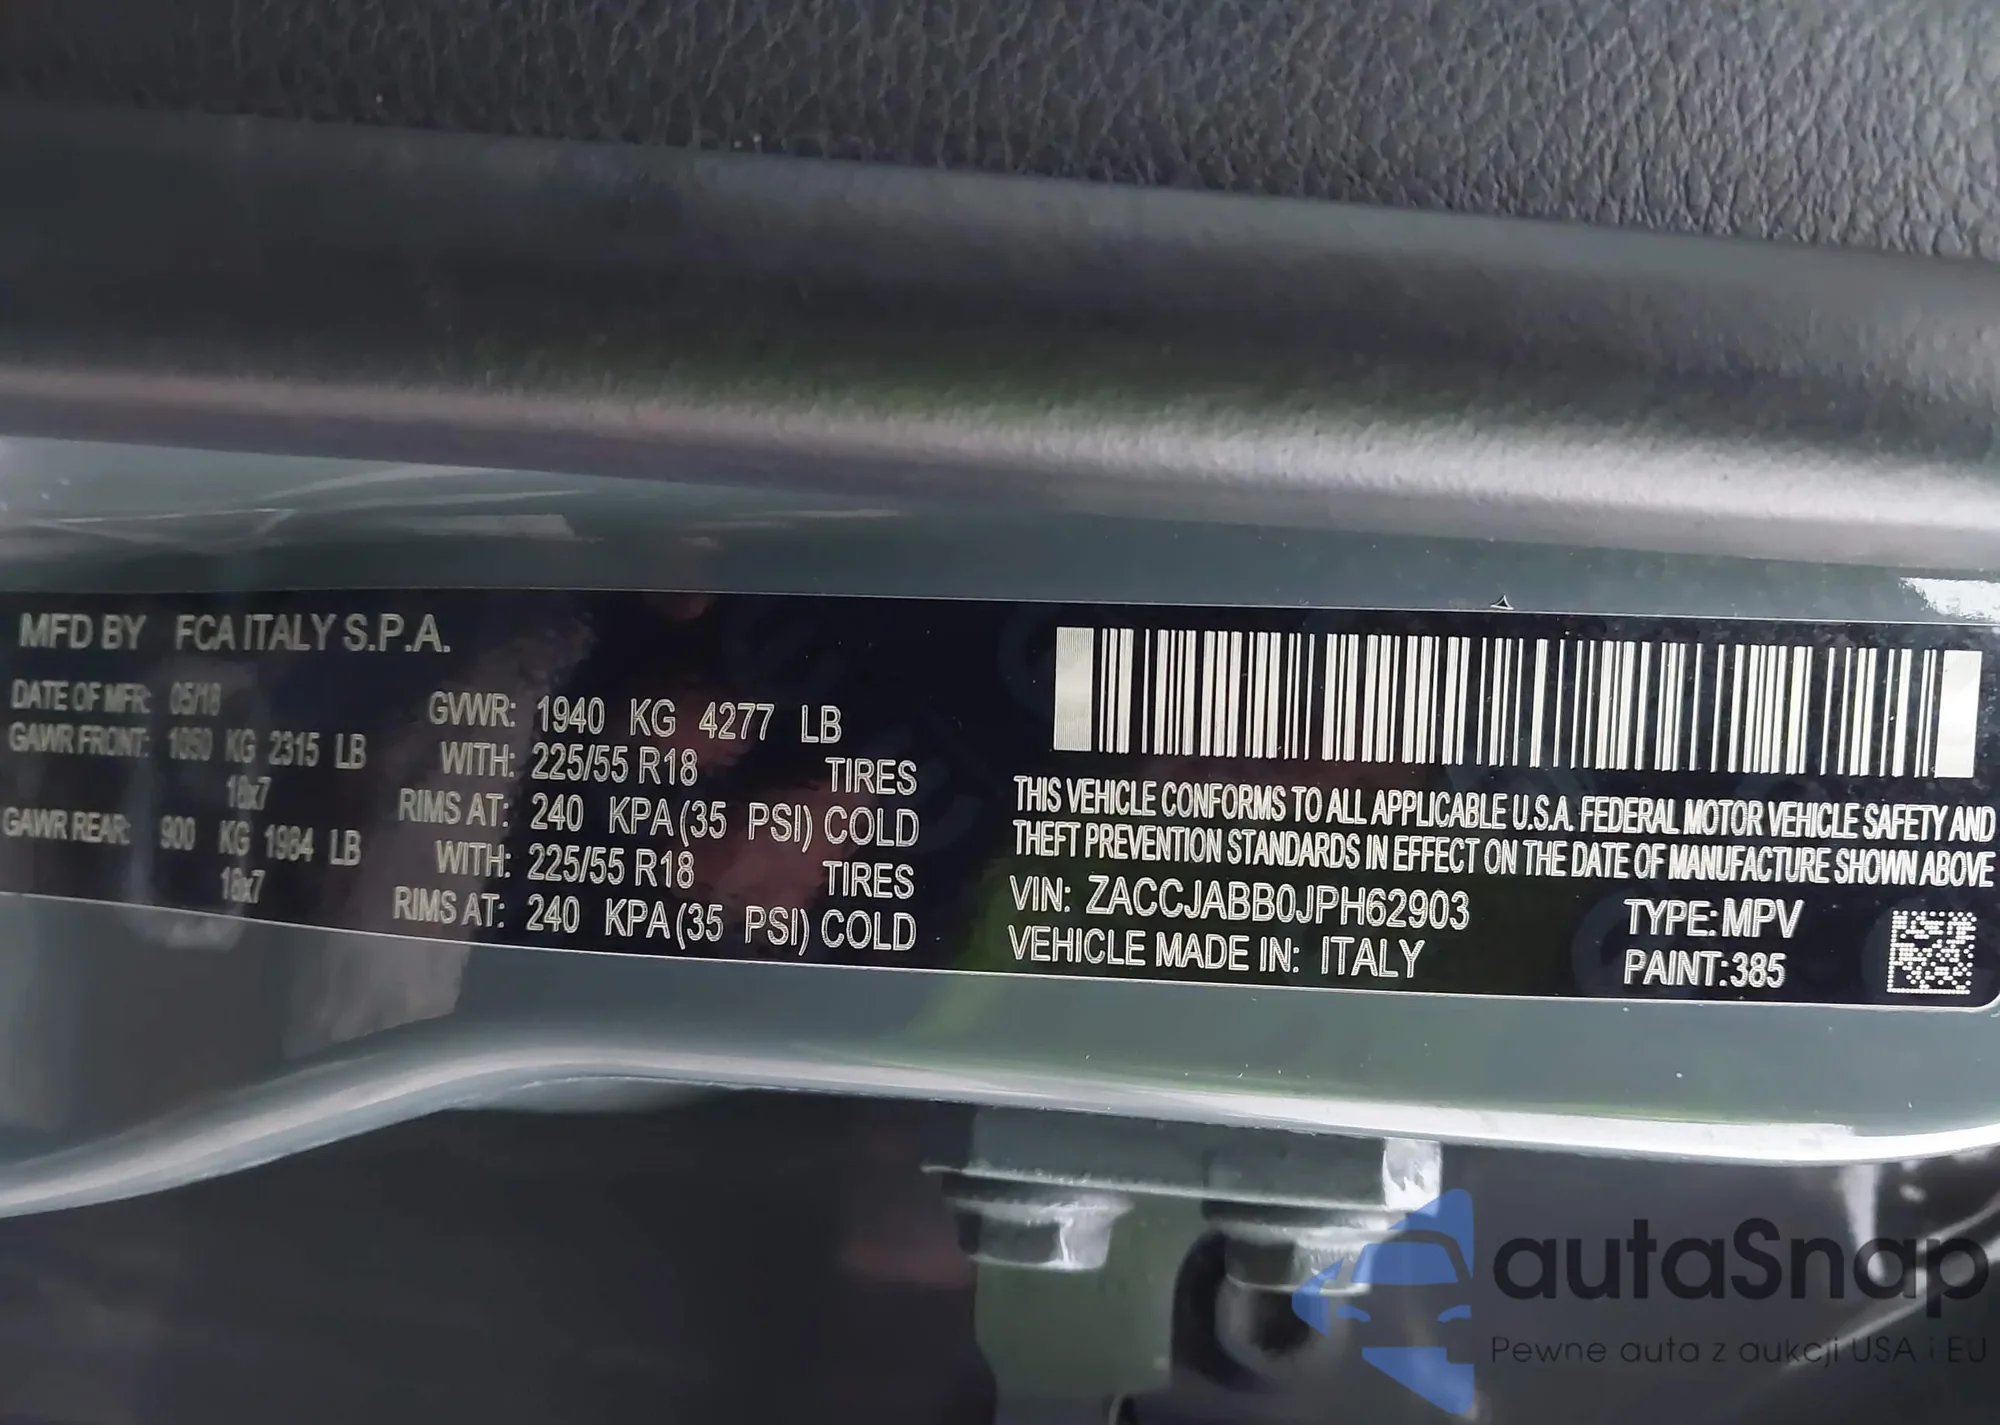 MFD BY FCA ITALY S.P.A.
DATE OF MFR: 05/18
GAWR FRONT: 1050 KG 2315 LB
18x7
GAWR REAR: 900 KG 1984 LB
18x7
GVWR: 1940 KG 4277 LB
WITH: 225/55 R18 TIRES
RIMS AT: 240 KPA (35 PSI) COLD
WITH: 225/55 R18 TIRES
RIMS AT: 240 KPA (35 PSI) COLD
THIS VEHICLE CONFORMS TO ALL APPLICABLE U.S.A. FEDERAL MOTOR VEHICLE SAFETY AND
THEFT PREVENTION STANDARDS IN EFFECT ON THE DATE OF MANUFACTURE SHOWN ABOVE
VIN: ZACCJABB0JPH62903
VEHICLE MADE IN: ITALY
TYPE: MPV
PAINT: 385
autaSnap
Pewne auta z aukcji USA i EU